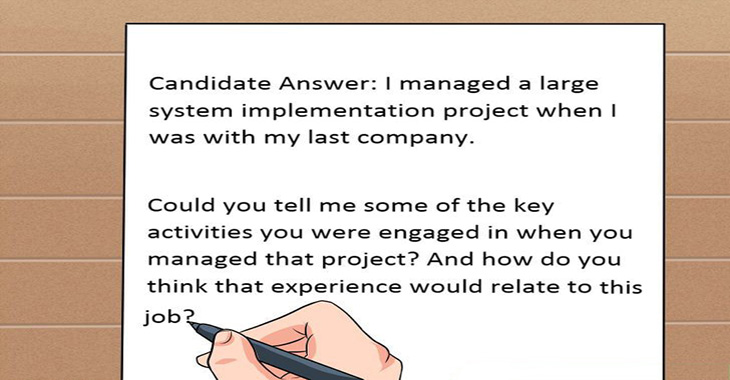 Candidate Answer: I managed a large
system implementation project when I
was with my last company.
Could you tell me some of the key
activities you were engaged in when you
managed that project? And how do you
think that experience would relate to this
job?